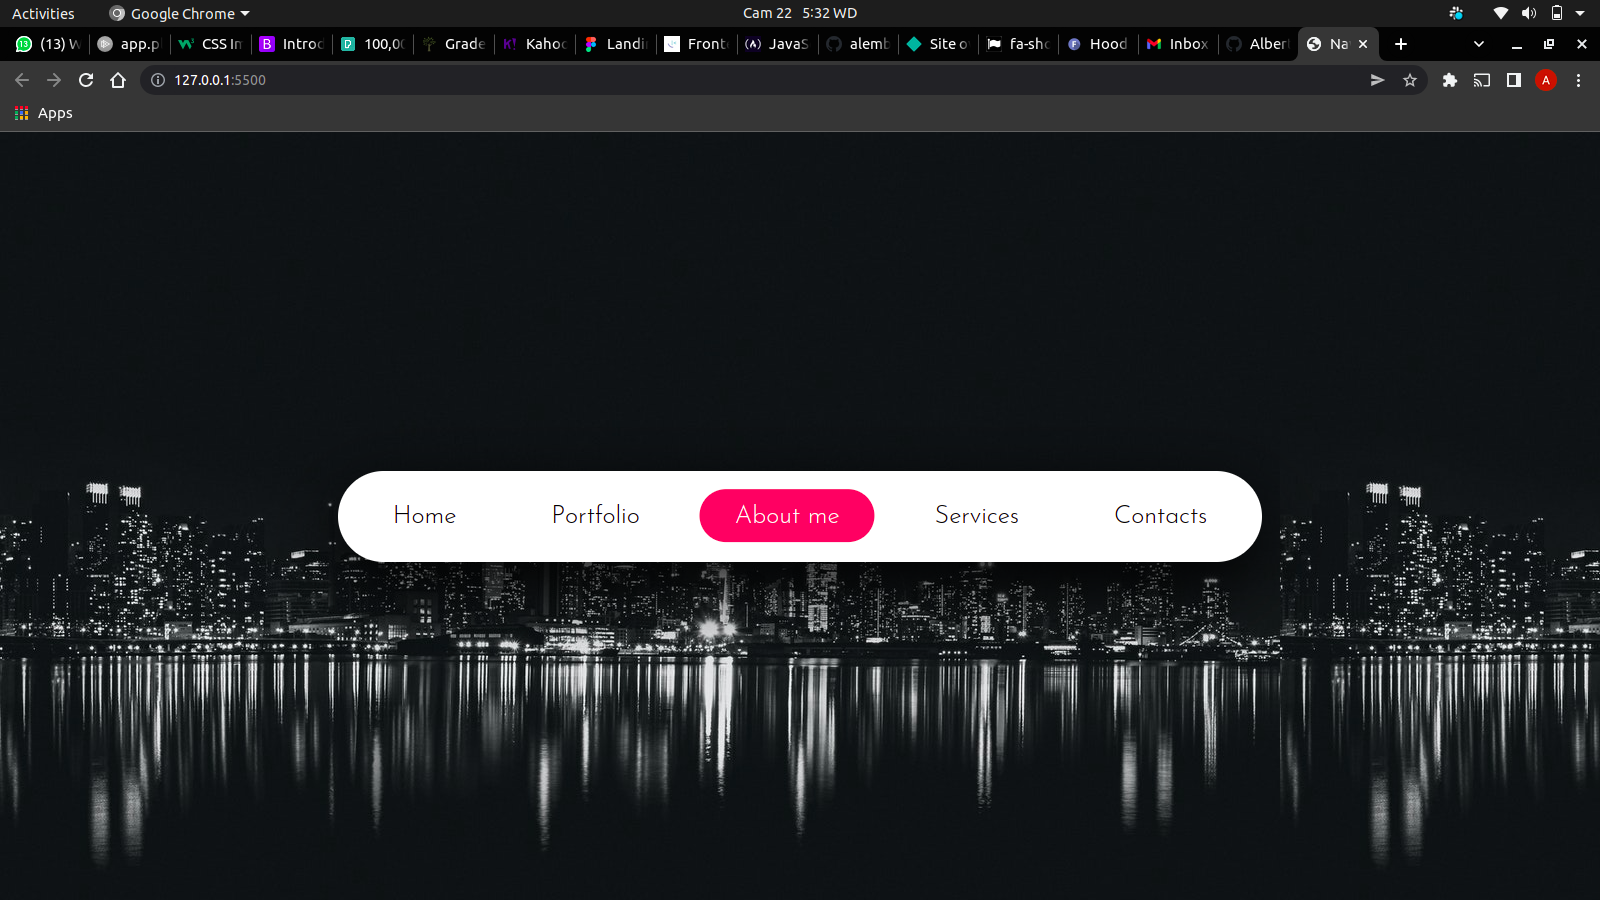 Activities Google Chrome Cam 22 5:32 WD
(13) W app.p CSS In Introd 100,00 Grade Kahoo Landi Front JavaS alemb Site o fa-sho Hood Inbox Alber Na
127.0.0.1:5500 A
Apps
Home Portfolio About me Services Contacts